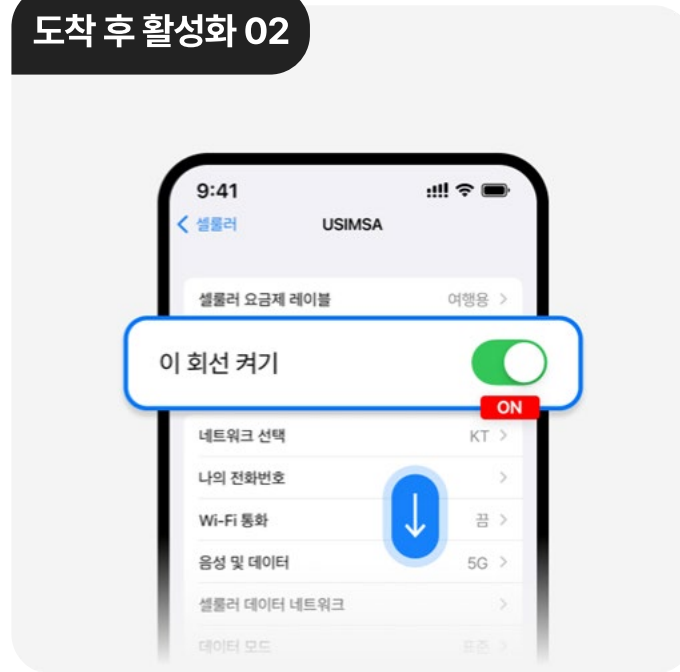 도착 후 활성화 02
9:41
셀룰러 USIMSA
셀룰러 요금제 레이블 여행용
이 회선 켜기
ON
네트워크 선택 KT
나의 전화번호
Wi-Fi 통화 끔
음성 및 데이터 5G
셀룰러 데이터 네트워크
데이터 모드 표준